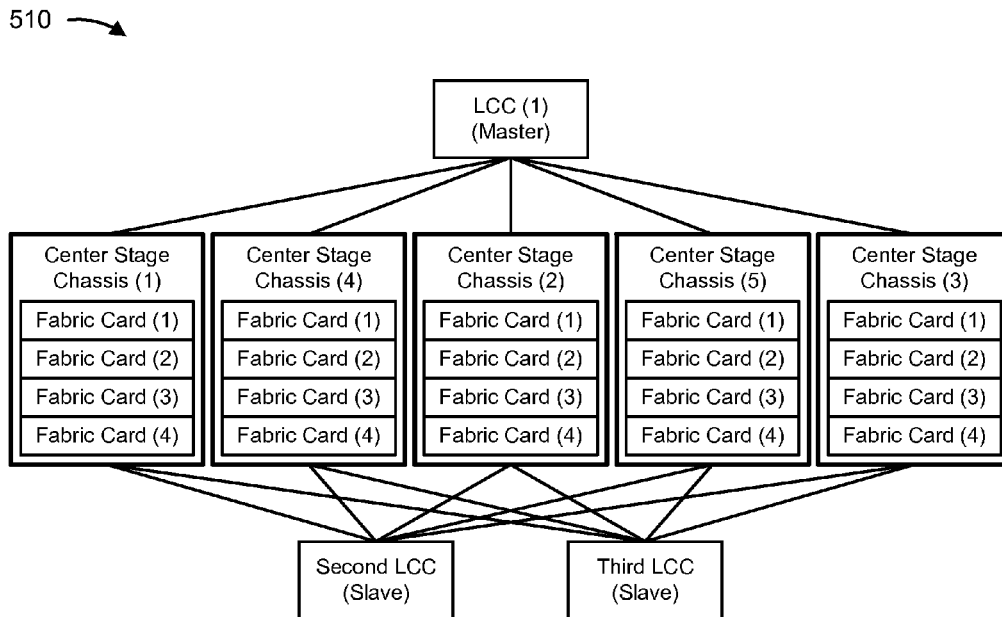 510
LCC (1)
(Master)
Center Stage
Chassis (1)
Fabric Card (1)
Fabric Card (2)
Fabric Card (3)
Fabric Card (4)
Center Stage
Chassis (4)
Fabric Card (1)
Fabric Card (2)
Fabric Card (3)
Fabric Card (4)
Center Stage
Chassis (2)
Fabric Card (1)
Fabric Card (2)
Fabric Card (3)
Fabric Card (4)
Center Stage
Chassis (5)
Fabric Card (1)
Fabric Card (2)
Fabric Card (3)
Fabric Card (4)
Center Stage
Chassis (3)
Fabric Card (1)
Fabric Card (2)
Fabric Card (3)
Fabric Card (4)
Second LCC
(Slave)
Third LCC
(Slave)